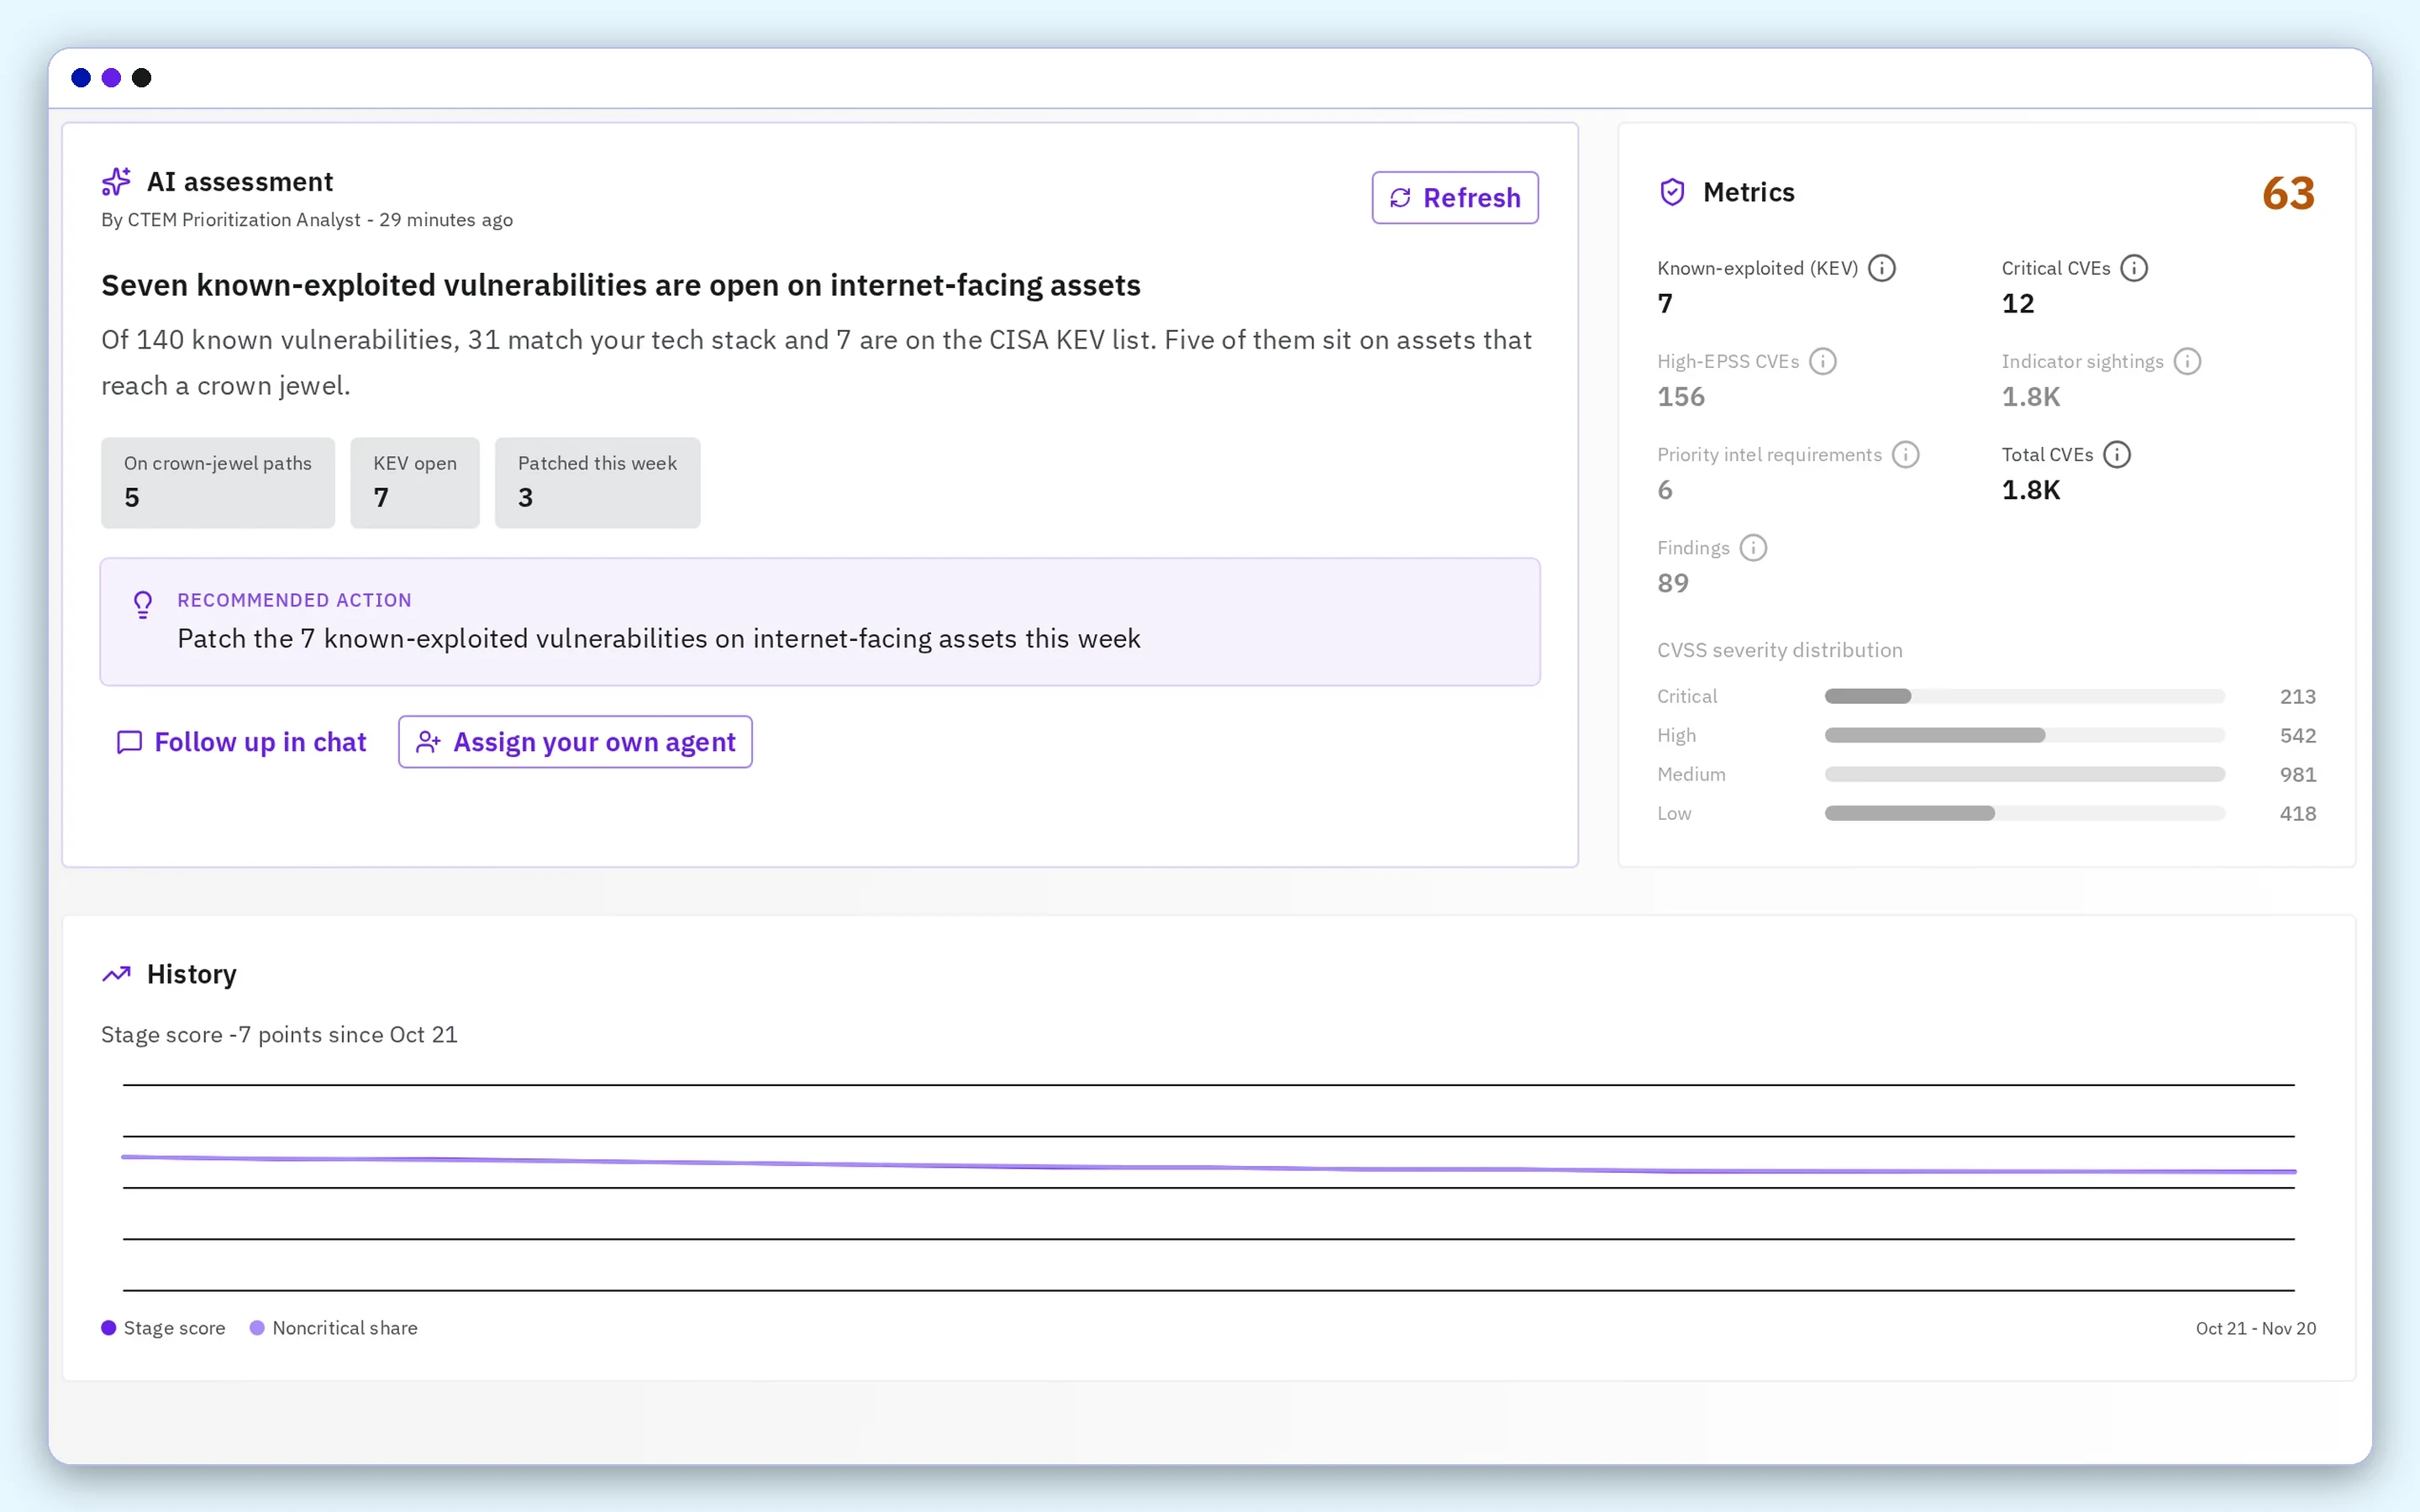 AI assessment
By CTEM Prioritization Analyst - 29 minutes ago
Refresh
Seven known-exploited vulnerabilities are open on internet-facing assets
Of 140 known vulnerabilities, 31 match your tech stack and 7 are on the CISA KEV list. Five of them sit on assets that
reach a crown jewel.
On crown-jewel paths
5
KEV open
7
Patched this week
3
RECOMMENDED ACTION
Patch the 7 known-exploited vulnerabilities on internet-facing assets this week
Follow up in chat
Assign your own agent
Metrics
63
Known-exploited (KEV)
7
Critical CVEs
12
High-EPSS CVEs
156
Indicator sightings
1.8K
Priority intel requirements
6
Total CVEs
1.8K
Findings
89
CVSS severity distribution
Critical 213
High 542
Medium 981
Low 418
History
Stage score -7 points since Oct 21
Stage score
Noncritical share
Oct 21 - Nov 20